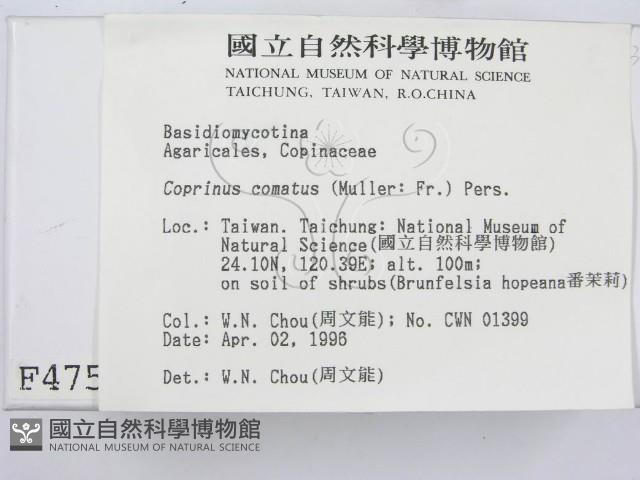 國立自然科學博物館
NATIONAL MUSEUM OF NATURAL SCIENCE
TAICHUNG, TAIWAN, R.O.CHINA
Basidiomycotina
Agaricales, Copinaceae
Coprinus comatus (Muller: Fr.) Pers.
Loc.: Taiwan. Taichung: National Museum of
Natural Science(國立自然科學博物館)
24.10N, 120.39E; alt. 100m;
on soil of shrubs(Brunfelsia hopeana番茉莉)
Col.: W.N. Chou(周文能); No. CWN 01399
Date: Apr. 02, 1996
Det.: W.N. Chou(周文能)
F475
國立自然科學博物館
NATIONAL MUSEUM OF NATURAL SCIENCE